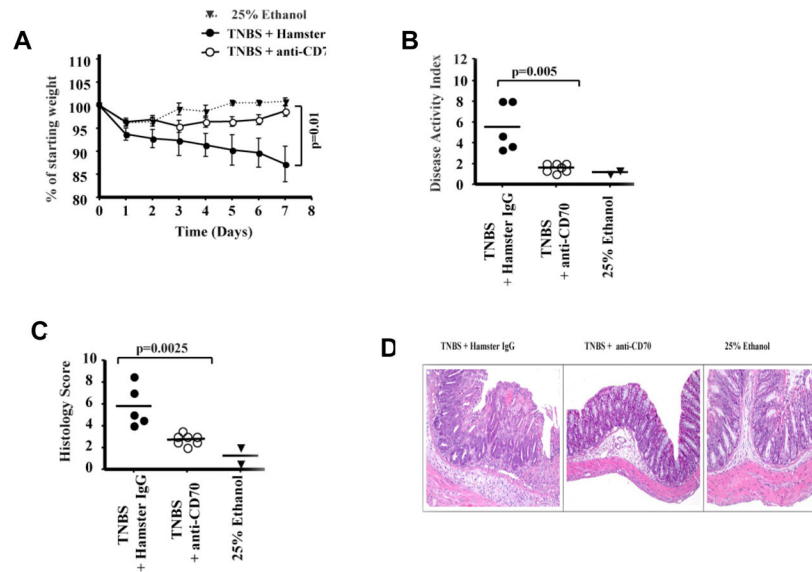 A
25% Ethanol
TNBS + Hamster
TNBS + anti-CD7
% of starting weight
105
100
95
90
85
80
0 1 2 3 4 5 6 7 8
Time (Days)
p=0.01
B
p=0.005
Disease Activity Index
12
10
8
6
4
2
0
TNBS
+ Hamster IgG
TNBS
+ anti-CD70
25% Ethanol
C
p=0.0025
Histology Score
10
8
6
4
2
0
TNBS
+ Hamster IgG
TNBS
+ anti-CD70
25% Ethanol
D
TNBS + Hamster IgG
TNBS + anti-CD70
25% Ethanol